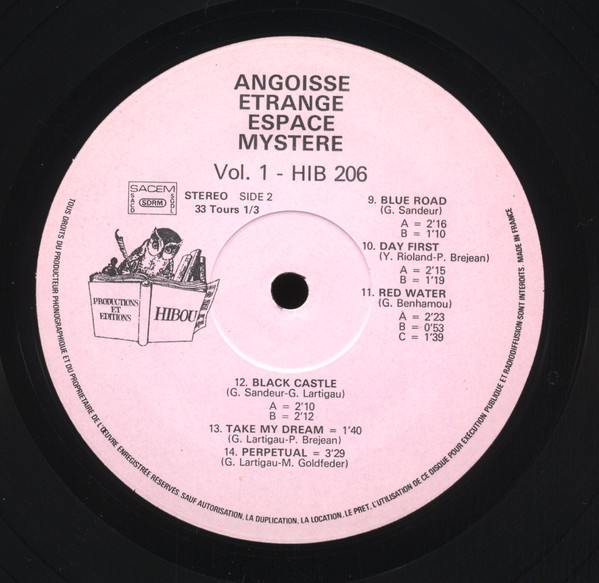 ANGOISSE
ETRANGE
ESPACE
MYSTERE
Vol. 1 - HIB 206
SACEM
SACD
SDRM
SGDL
STEREO SIDE 2
33 Tours 1/3
PRODUCTIONS
ET
EDITIONS
HIBOU
9. BLUE ROAD
(G. Sandeur)
A = 2'16
B = 1'10
10. DAY FIRST
(Y. Rioland-P. Brejean)
A = 2'15
B = 1'19
11. RED WATER
(G. Benhamou)
A = 2'23
B = 0'53
C = 1'39
12. BLACK CASTLE
(G. Sandeur-G. Lartigau)
A = 2'10
B = 2'12
13. TAKE MY DREAM = 1'40
(G. Lartigau-P. Brejean)
14. PERPETUAL = 3'29
(G. Lartigau-M. Goldfeder)
TOUS DROITS DU PRODUCTEUR PHONOGRAPHIQUE ET DU PROPRIETAIRE DE L'ŒUVRE ENREGISTRÉE RÉSERVES. SAUF AUTORISATION, LA DUPLICATION, LA LOCATION, LE PRET, L'UTILISATION DE CE DISQUE POUR EXECUTION PUBLIQUE ET RADIODIFFUSION SONT INTERDITS. MADE IN FRANCE